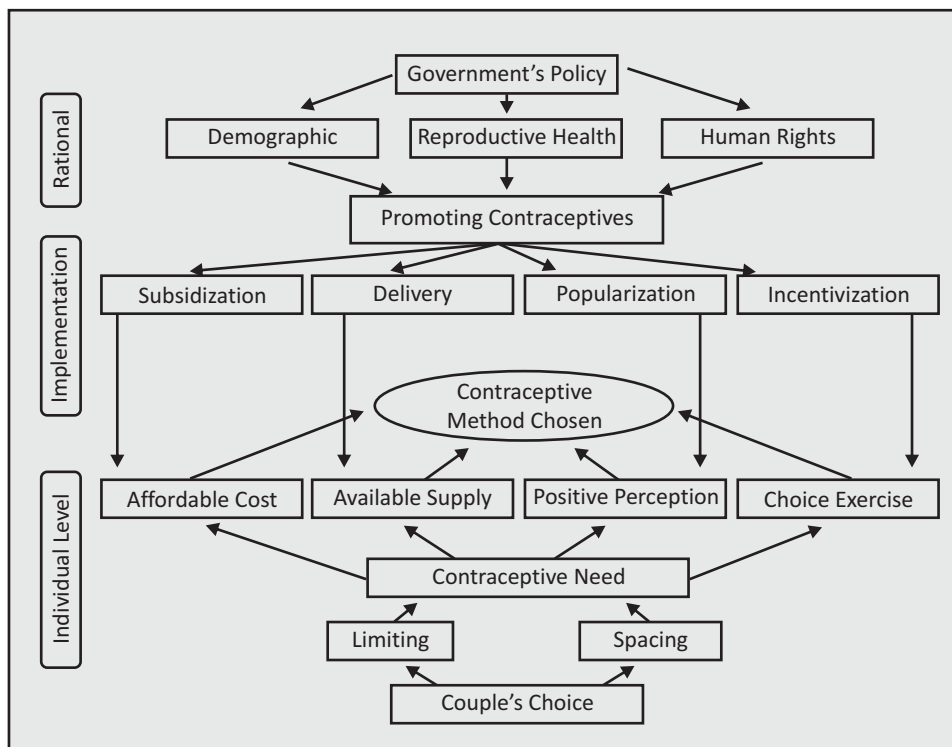 Government's Policy
Rational
Demographic
Reproductive Health
Human Rights
Promoting Contraceptives
Implementation
Subsidization
Delivery
Popularization
Incentivization
Contraceptive
Method Chosen
Individual Level
Affordable Cost
Available Supply
Positive Perception
Choice Exercise
Contraceptive Need
Limiting
Spacing
Couple's Choice